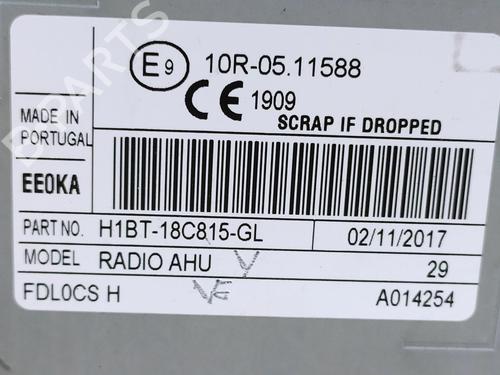 E9 10R-05.11588
CE 1909
MADE IN
PORTUGAL
SCRAP IF DROPPED
EE0KA
PART NO. H1BT-18C815-GL 02/11/2017
MODEL RADIO AHU V 29
FDL0CS H A014254